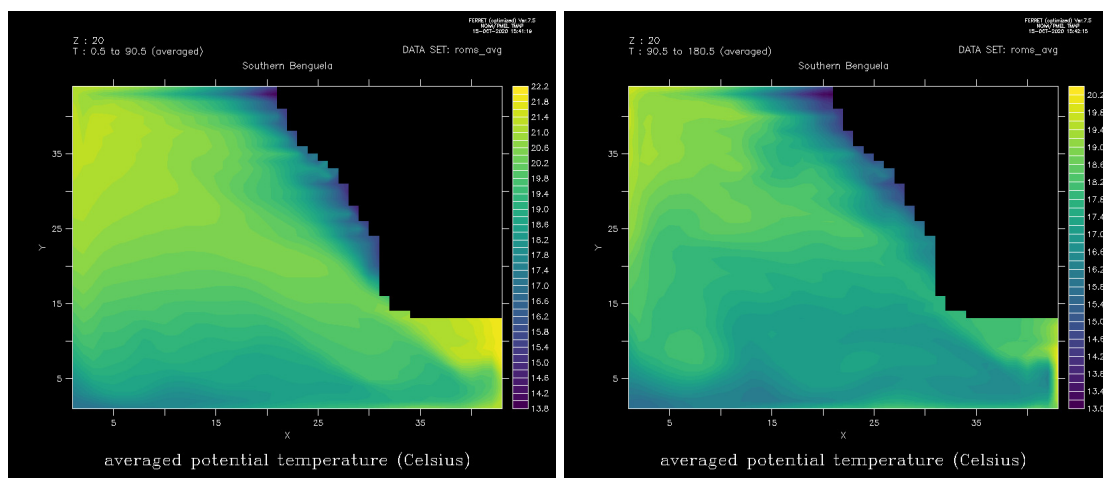 FERRET (optimized) Ver.7.5
NOAA/PMEL TMAP
15-OCT-2020 15:41:19
Z : 20
T : 0.5 to 90.5 (averaged)
DATA SET: roms_avg
Southern Benguela
35
25
15
5
Y
5
15
25
35
X
22.2
21.8
21.4
21.0
20.6
20.2
19.8
19.4
19.0
18.6
18.2
17.8
17.4
17.0
16.6
16.2
15.8
15.4
15.0
14.6
14.2
13.8
averaged potential temperature (Celsius)
FERRET (optimized) Ver.7.5
NOAA/PMEL TMAP
15-OCT-2020 15:42:15
Z : 20
T : 90.5 to 180.5 (averaged)
DATA SET: roms_avg
Southern Benguela
35
25
15
5
Y
5
15
25
35
X
20.2
19.8
19.4
19.0
18.6
18.2
17.8
17.4
17.0
16.6
16.2
15.8
15.4
15.0
14.6
14.2
13.8
13.4
13.0
averaged potential temperature (Celsius)